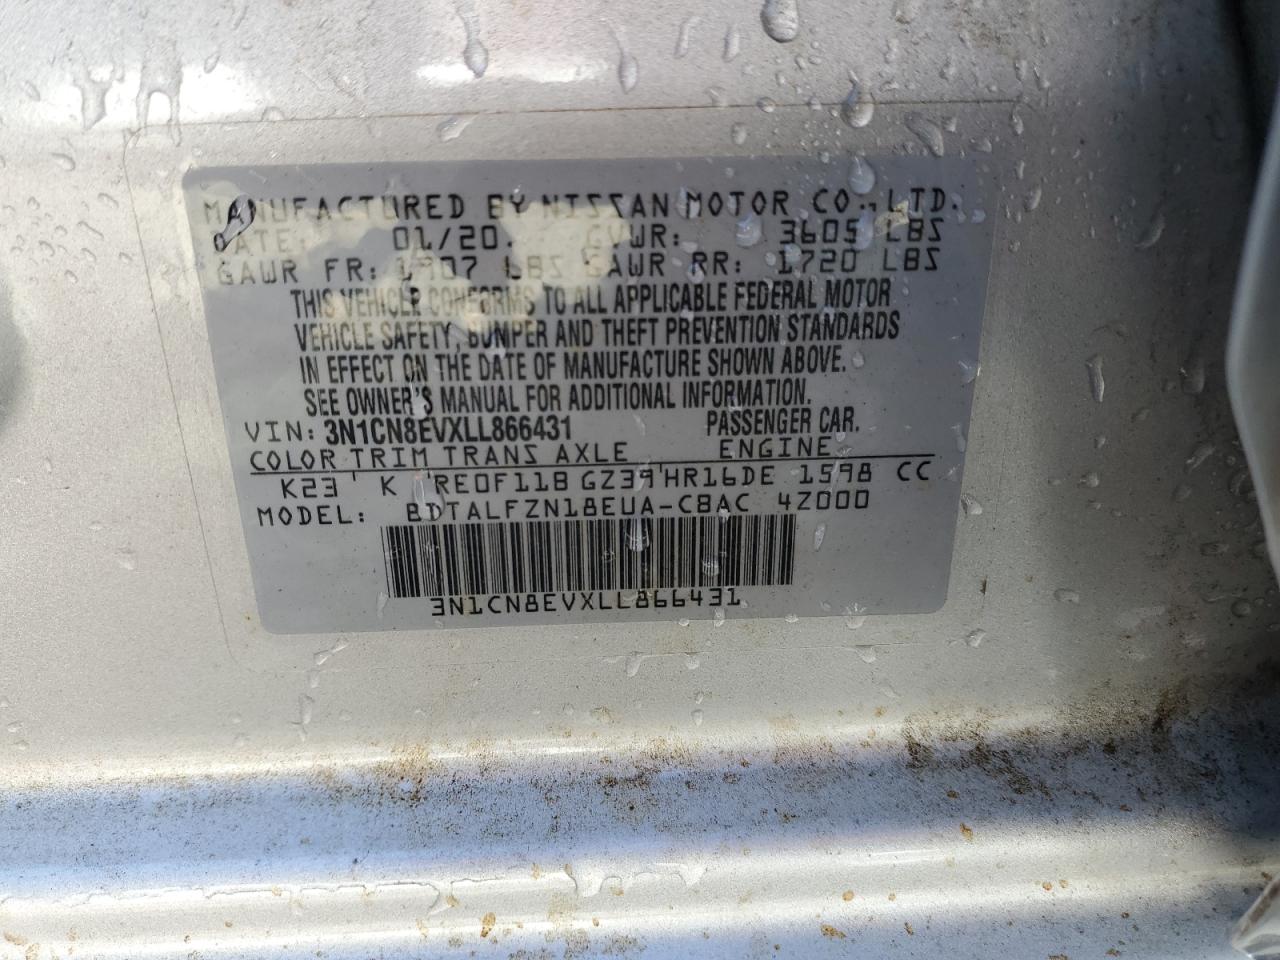 MANUFACTURED BY NISSAN MOTOR CO., LTD.
DATE: 01/20. GVWR: 3605 LBS
GAWR FR: 1907 LBS GAWR RR: 1720 LBS
THIS VEHICLE CONFORMS TO ALL APPLICABLE FEDERAL MOTOR
VEHICLE SAFETY, BUMPER AND THEFT PREVENTION STANDARDS
IN EFFECT ON THE DATE OF MANUFACTURE SHOWN ABOVE.
SEE OWNER'S MANUAL FOR ADDITIONAL INFORMATION.
VIN: 3N1CN8EVXLL866431 PASSENGER CAR.
COLOR TRIM TRANS AXLE ENGINE
K23 ' K ' RE0F11B GZ39 ' HR16DE 1598 CC
MODEL: BDTALFZN18EUA-CBAC 4Z000
3N1CN8EVXLL866431